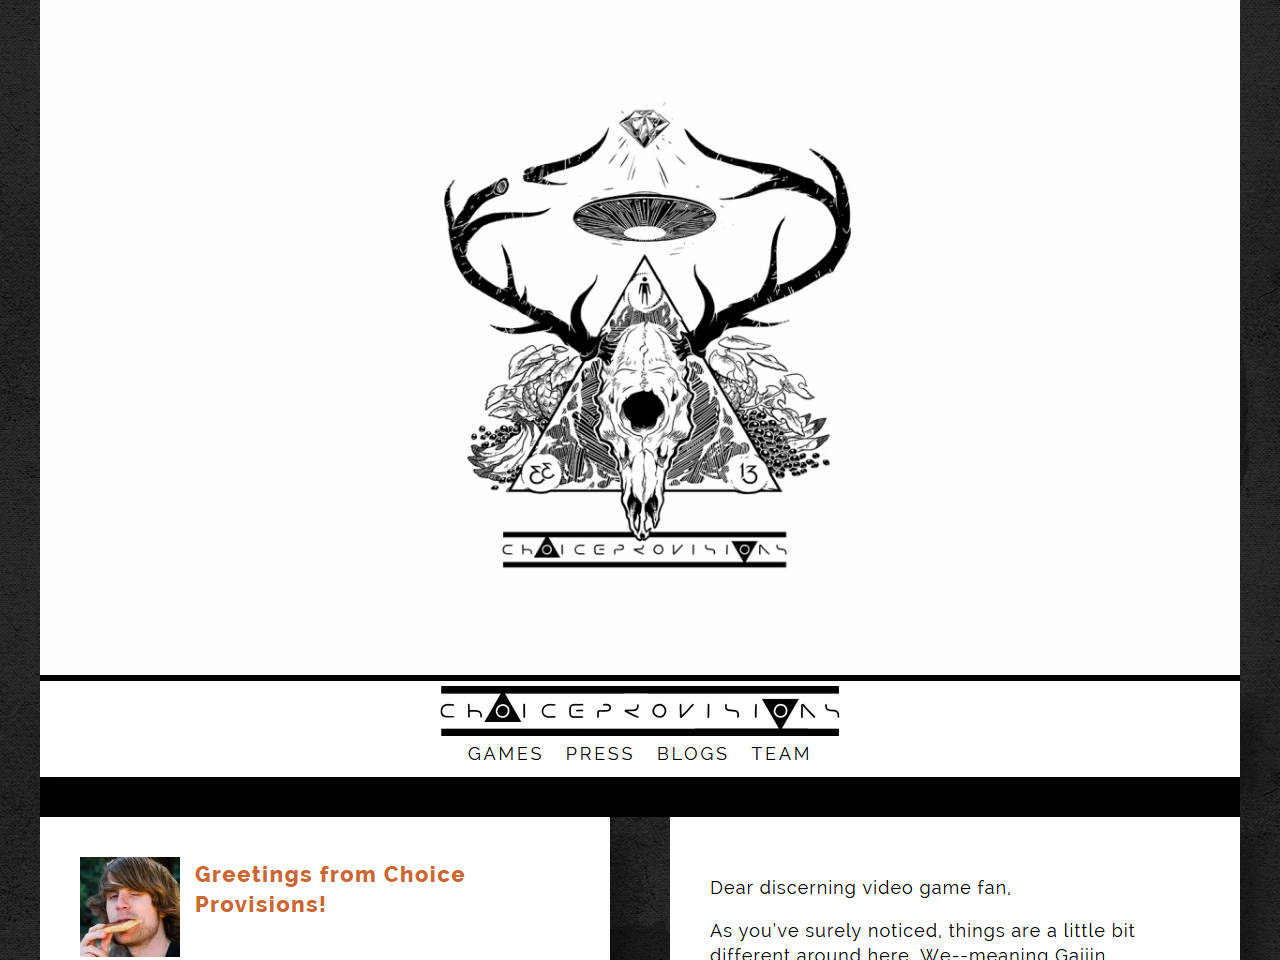 33
13
CHOICEPROVISIONS
CHOICEPROVISIONS
GAMES PRESS BLOGS TEAM
Greetings from Choice
Provisions!
Dear discerning video game fan,
As you’ve surely noticed, things are a little bit
different around here. We--meaning Gaijin